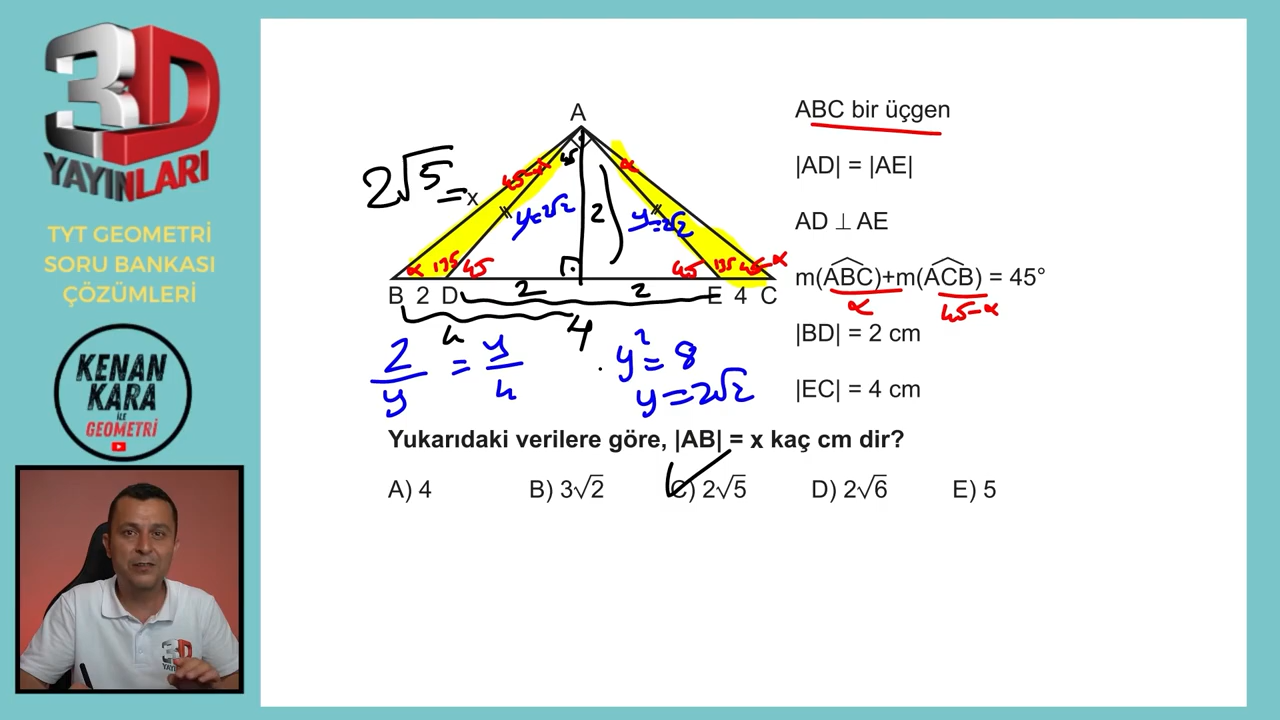 3D
YAYINLARI
TYT GEOMETRİ
SORU BANKASI
ÇÖZÜMLERİ
KENAN
KARA
İLE
GEOMETRİ
3D
YAYINLARI
A
2√5 = x
45-α
45
α
y=2√2
2
y=2√2
α
135
45
45
135
45-α
B 2 D
2
2
E 4 C
4
4
2/y = y/4
y² = 8
y = 2√2
ABC bir üçgen
|AD| = |AE|
AD ⊥ AE
m(ABC)+m(ACB) = 45°
α
45-α
|BD| = 2 cm
|EC| = 4 cm
Yukarıdaki verilere göre, |AB| = x kaç cm dir?
A) 4 B) 3√2 C) 2√5 D) 2√6 E) 5